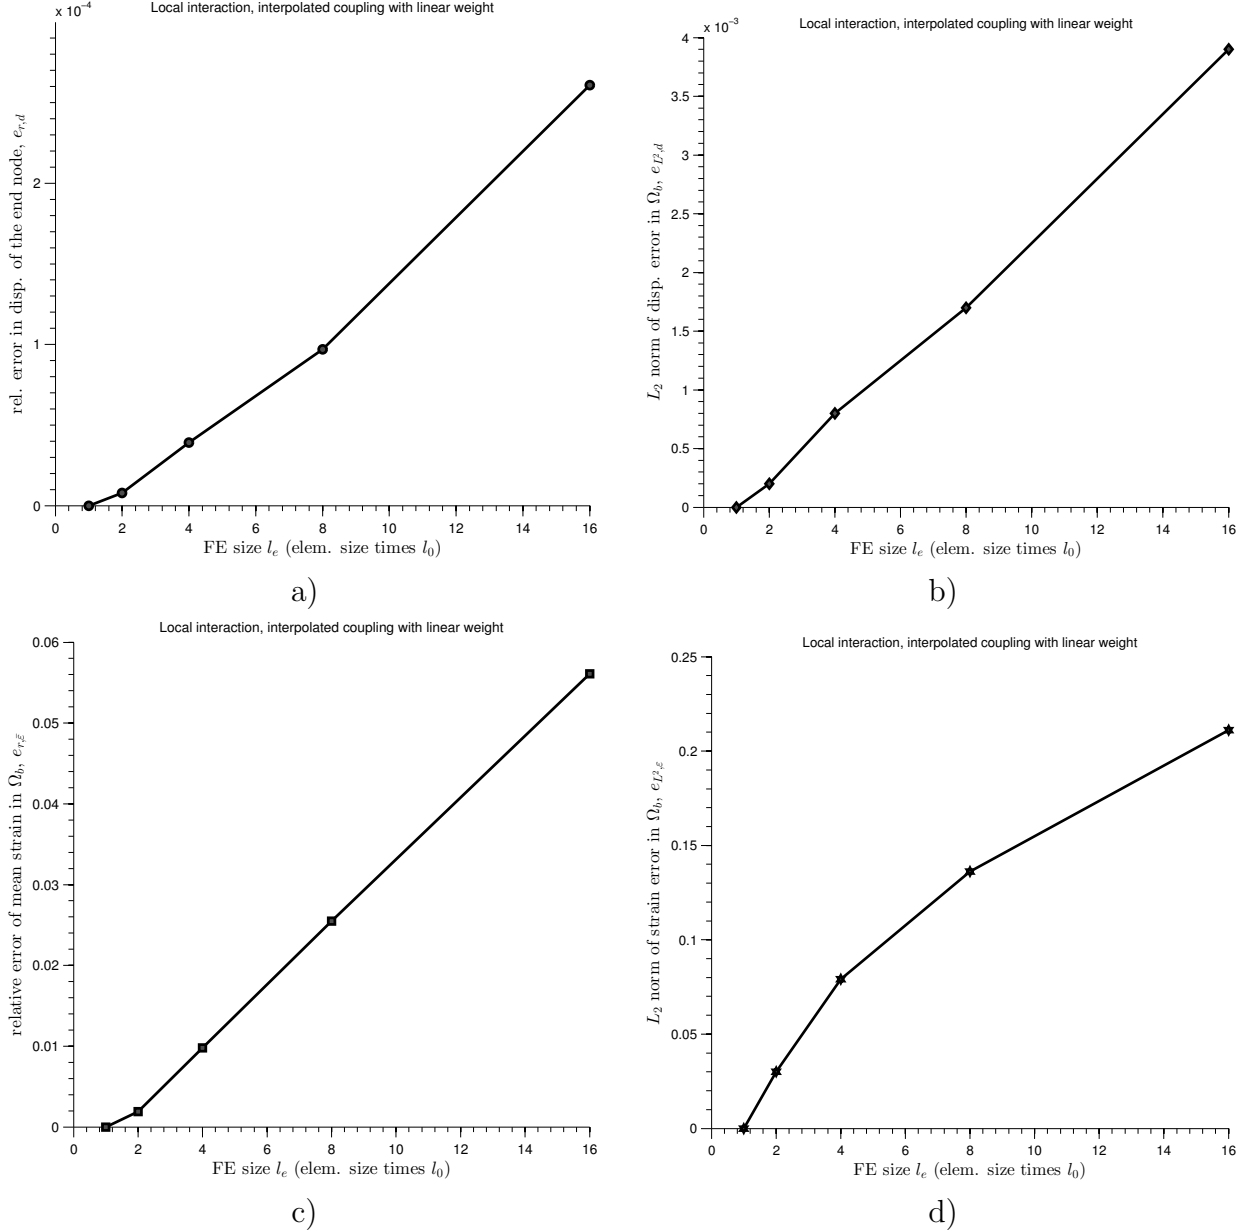 x 10⁻⁴
Local interaction, interpolated coupling with linear weight
rel. error in disp. of the end node, e_{r,d}
2
1
0
0 2 4 6 8 10 12 14 16
FE size l_e (elem. size times l_0)
a)
x 10⁻³
Local interaction, interpolated coupling with linear weight
L_2 norm of disp. error in Ω_b, e_{L²,d}
4
3.5
3
2.5
2
1.5
1
0.5
0
0 2 4 6 8 10 12 14 16
FE size l_e (elem. size times l_0)
b)
Local interaction, interpolated coupling with linear weight
relative error of mean strain in Ω_b, e_{r,ε̄}
0.06
0.05
0.04
0.03
0.02
0.01
0
0 2 4 6 8 10 12 14 16
FE size l_e (elem. size times l_0)
c)
Local interaction, interpolated coupling with linear weight
L_2 norm of strain error in Ω_b, e_{L²,ε}
0.25
0.2
0.15
0.1
0.05
0
0 2 4 6 8 10 12 14 16
FE size l_e (elem. size times l_0)
d)